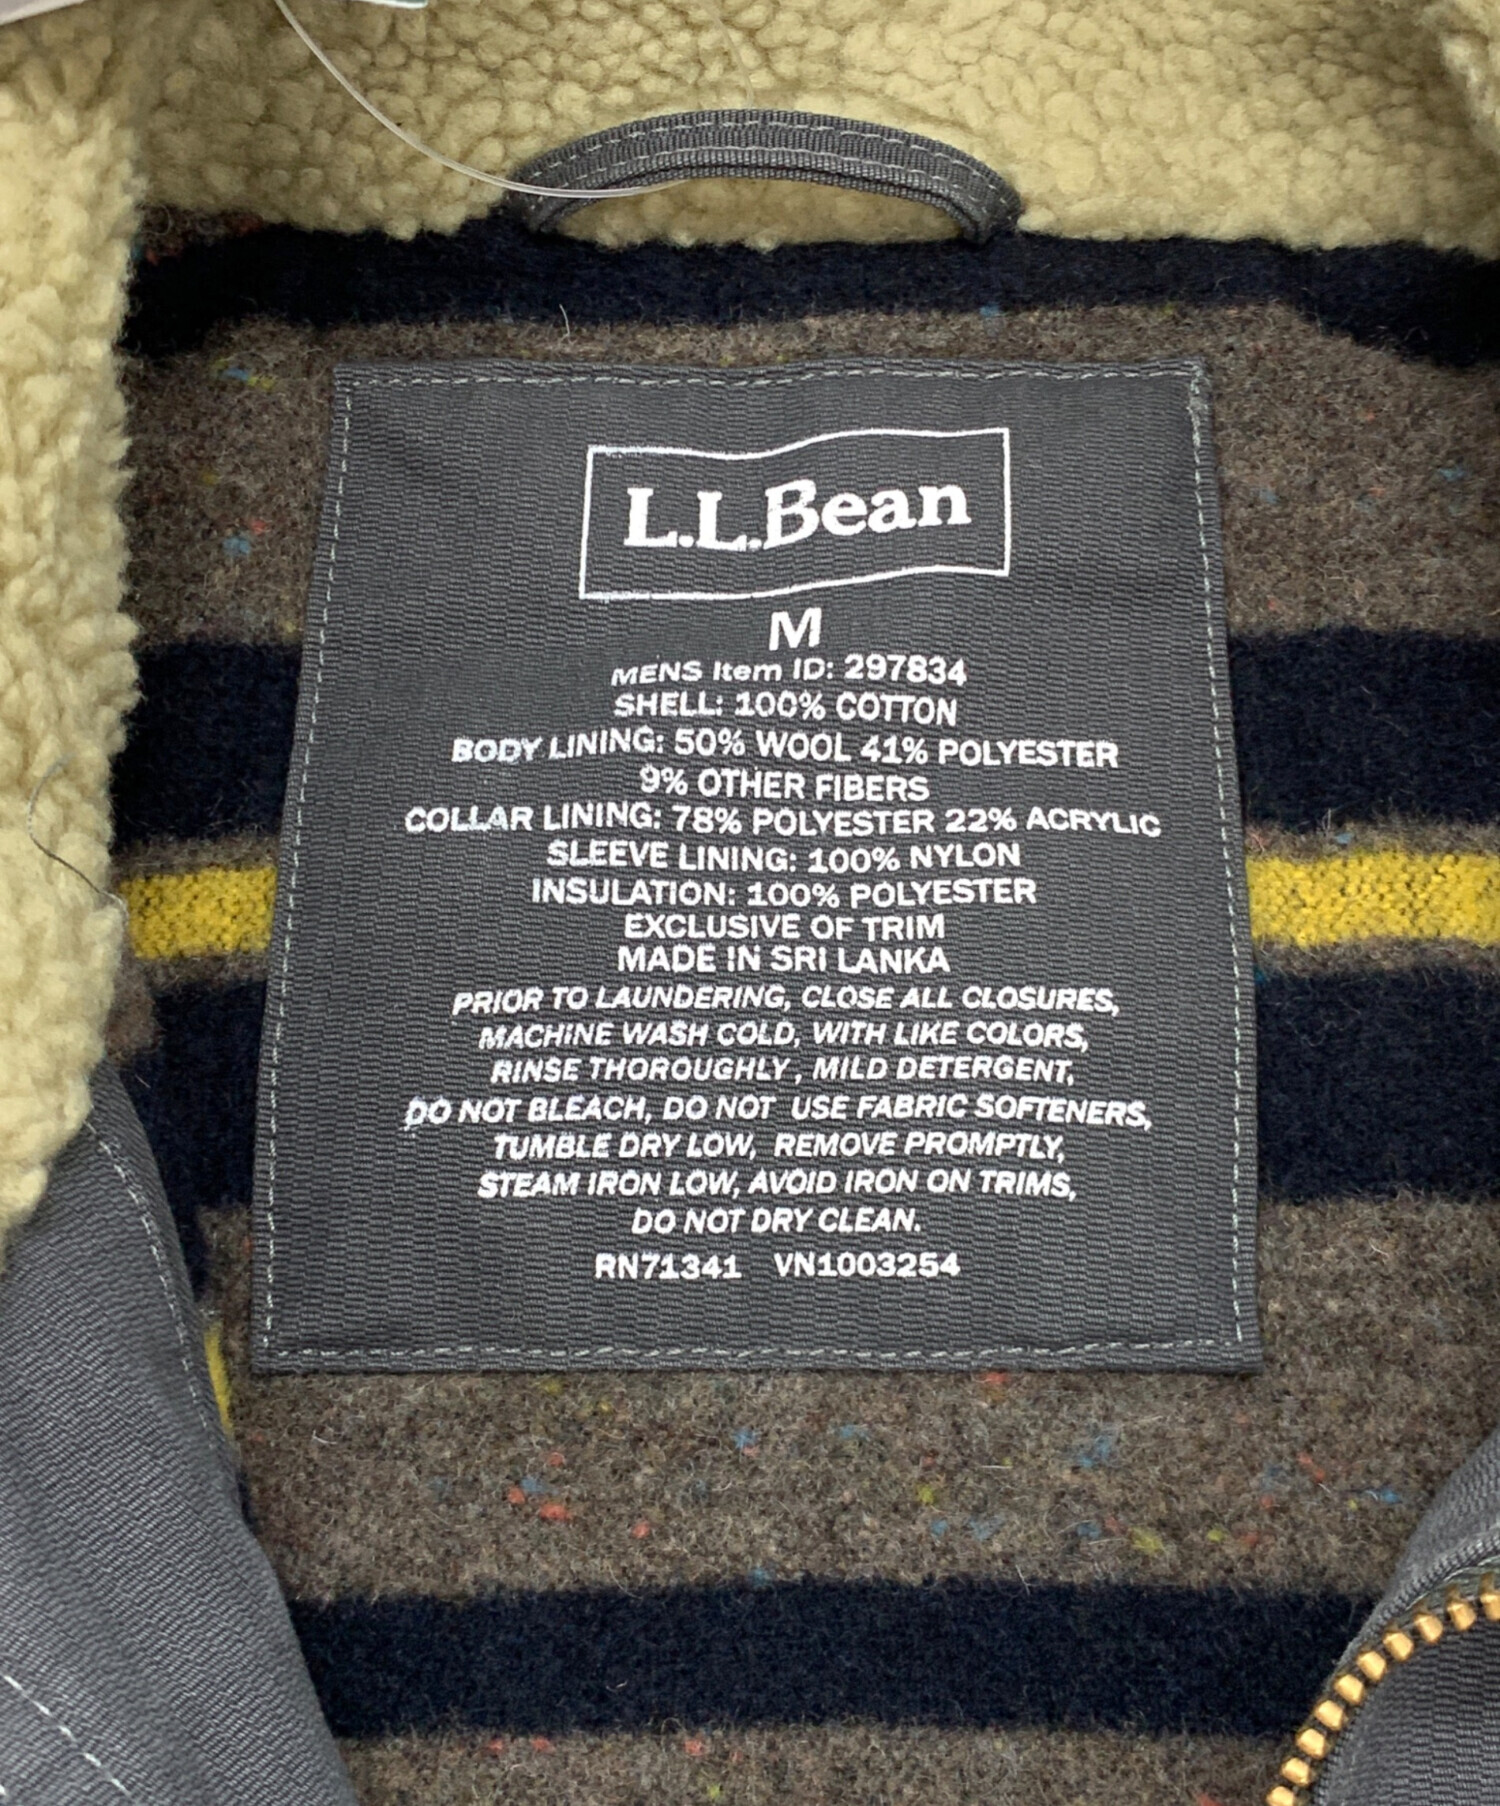 L.L.Bean
M
MENS Item ID: 297834
SHELL: 100% COTTON
BODY LINING: 50% WOOL 41% POLYESTER
9% OTHER FIBERS
COLLAR LINING: 78% POLYESTER 22% ACRYLIC
SLEEVE LINING: 100% NYLON
INSULATION: 100% POLYESTER
EXCLUSIVE OF TRIM
MADE IN SRI LANKA
PRIOR TO LAUNDERING, CLOSE ALL CLOSURES,
MACHINE WASH COLD, WITH LIKE COLORS,
RINSE THOROUGHLY, MILD DETERGENT,
DO NOT BLEACH, DO NOT USE FABRIC SOFTENERS,
TUMBLE DRY LOW, REMOVE PROMPTLY,
STEAM IRON LOW, AVOID IRON ON TRIMS,
DO NOT DRY CLEAN.
RN71341 VN1003254